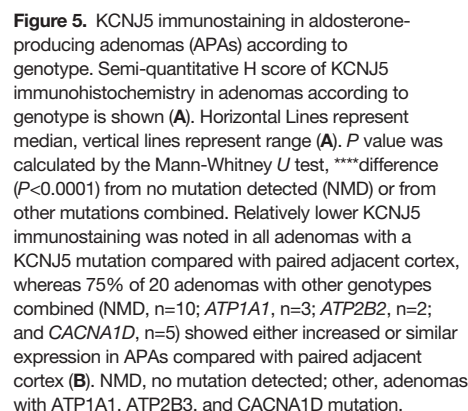 Figure 5. KCNJ5 immunostaining in aldosterone-
producing adenomas (APAs) according to
genotype. Semi-quantitative H score of KCNJ5
immunohistochemistry in adenomas according to
genotype is shown (A). Horizontal Lines represent
median, vertical lines represent range (A). P value was
calculated by the Mann-Whitney U test, ****difference
(P<0.0001) from no mutation detected (NMD) or from
other mutations combined. Relatively lower KCNJ5
immunostaining was noted in all adenomas with a
KCNJ5 mutation compared with paired adjacent cortex,
whereas 75% of 20 adenomas with other genotypes
combined (NMD, n=10; ATP1A1, n=3; ATP2B2, n=2;
and CACNA1D, n=5) showed either increased or similar
expression in APAs compared with paired adjacent
cortex (B). NMD, no mutation detected; other, adenomas
with ATP1A1, ATP2B3, and CACNA1D mutation.